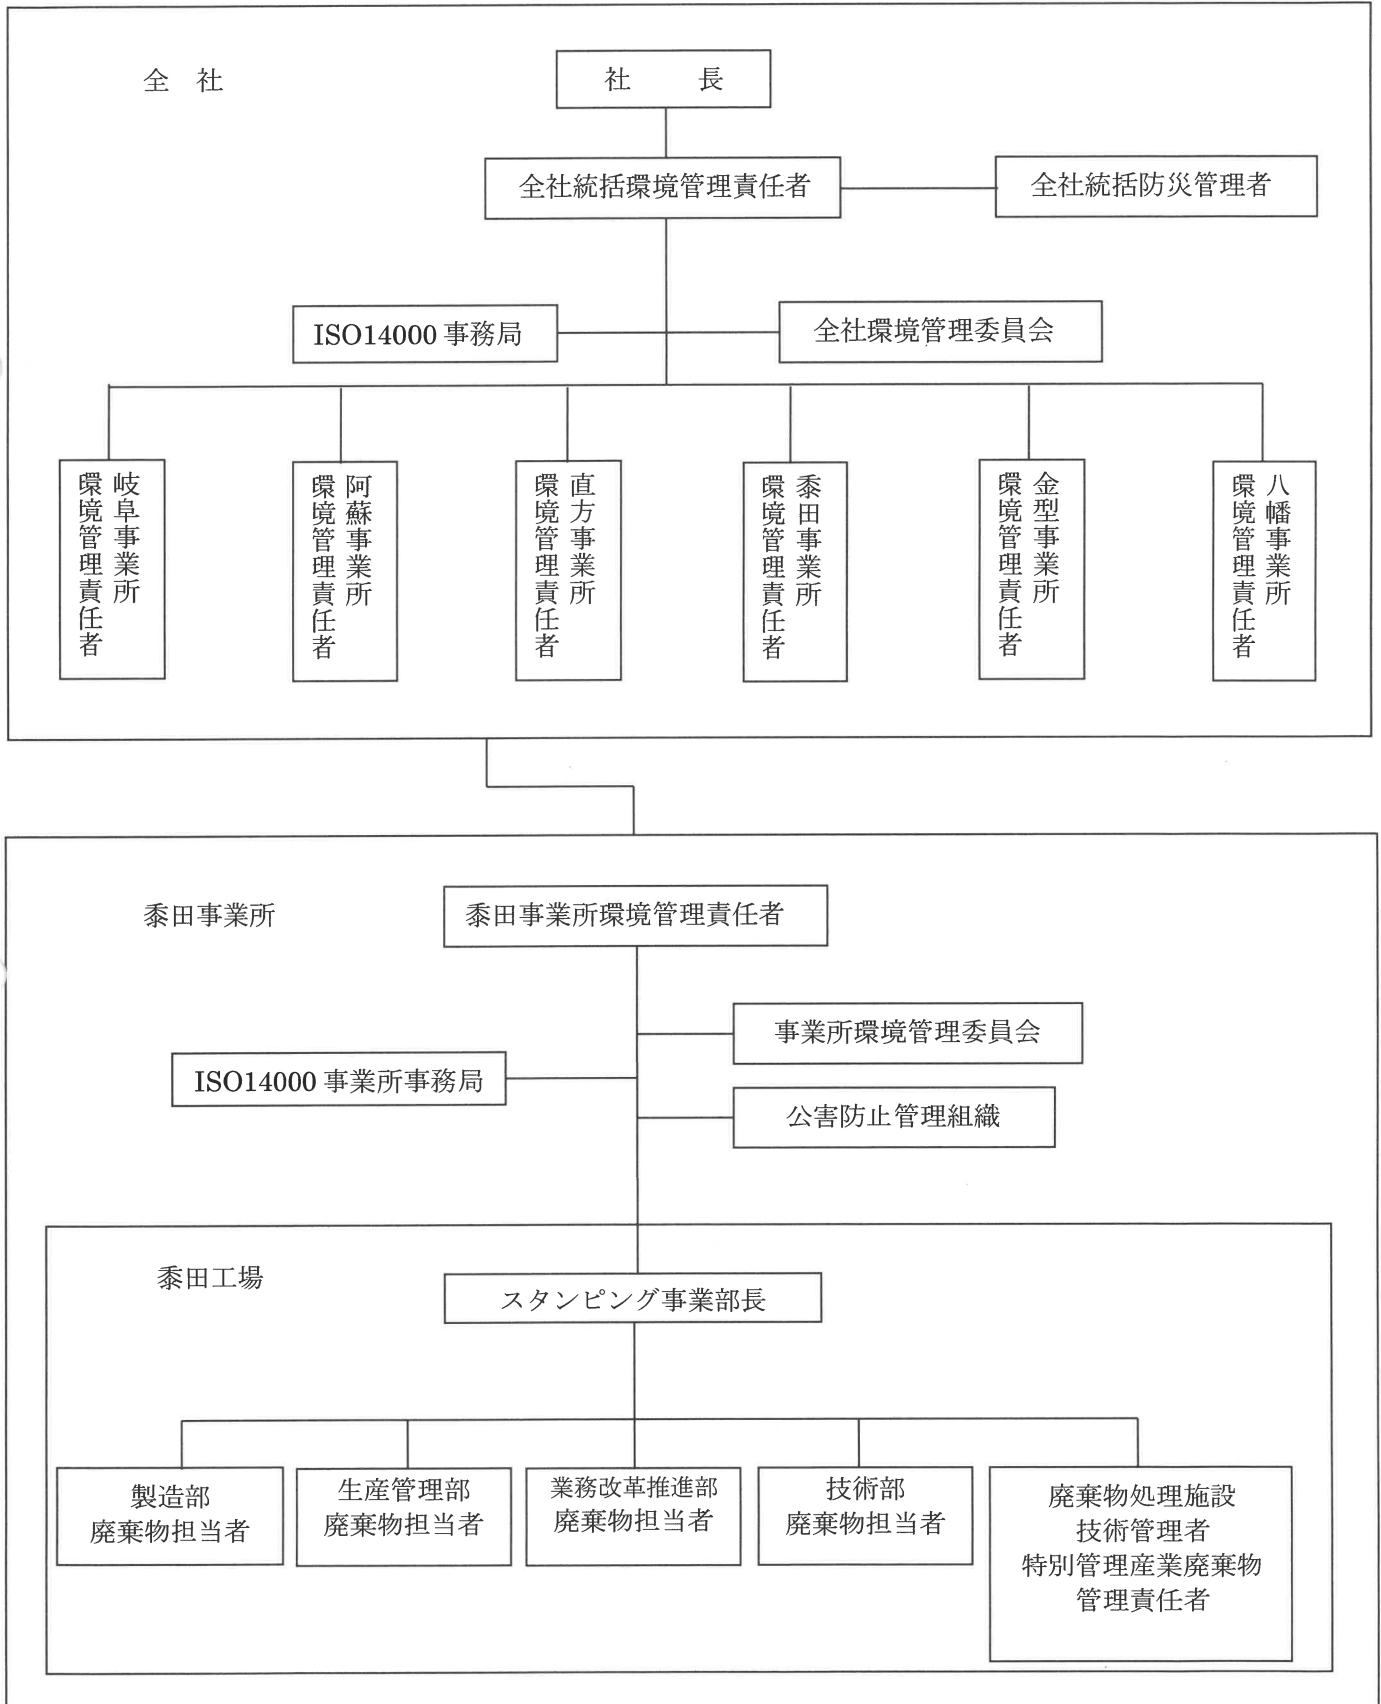 全 社
社 長
全社統括環境管理責任者
全社統括防災管理者
ISO14000 事務局
全社環境管理委員会
岐阜事業所
環境管理責任者
阿蘇事業所
環境管理責任者
直方事業所
環境管理責任者
黍田事業所
環境管理責任者
金型事業所
環境管理責任者
八幡事業所
環境管理責任者
黍田事業所
黍田事業所環境管理責任者
事業所環境管理委員会
ISO14000 事業所事務局
公害防止管理組織
黍田工場
スタンピング事業部長
製造部
廃棄物担当者
生産管理部
廃棄物担当者
業務改革推進部
廃棄物担当者
技術部
廃棄物担当者
廃棄物処理施設
技術管理者
特別管理産業廃棄物
管理責任者